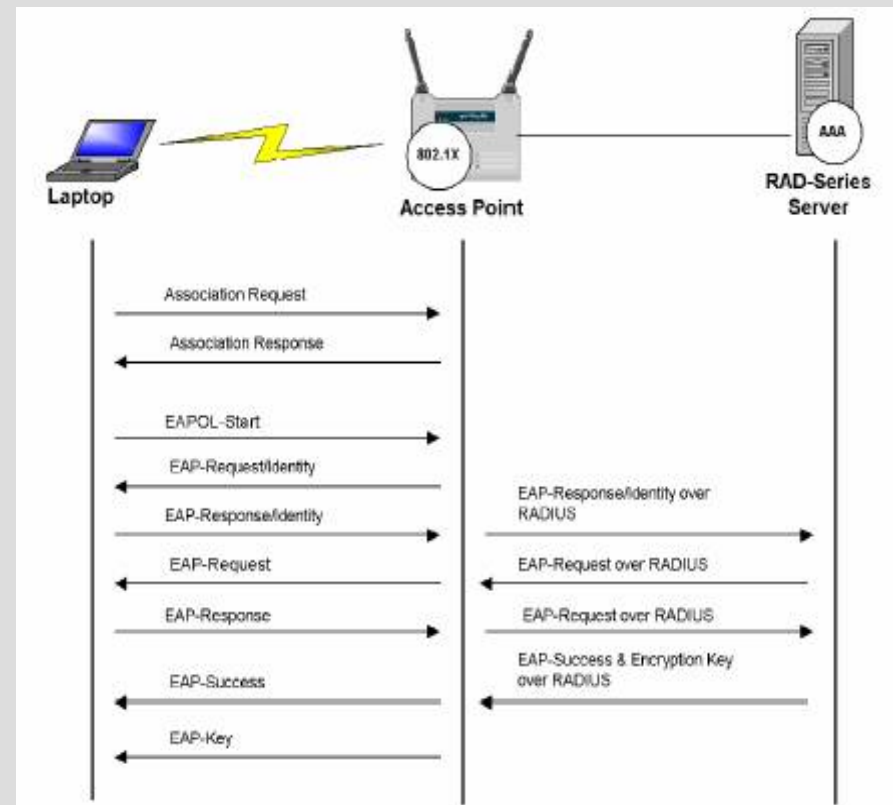 802.1X
AAA
Laptop
Access Point
RAD-Series
Server
Association Request
Association Response
EAPOL-Start
EAP-Request/Identity
EAP-Response/Identity over
RADIUS
EAP-Response/Identity
EAP-Request
EAP-Request over RADIUS
EAP-Response
EAP-Request over RADIUS
EAP-Success & Encryption Key
over RADIUS
EAP-Success
EAP-Key